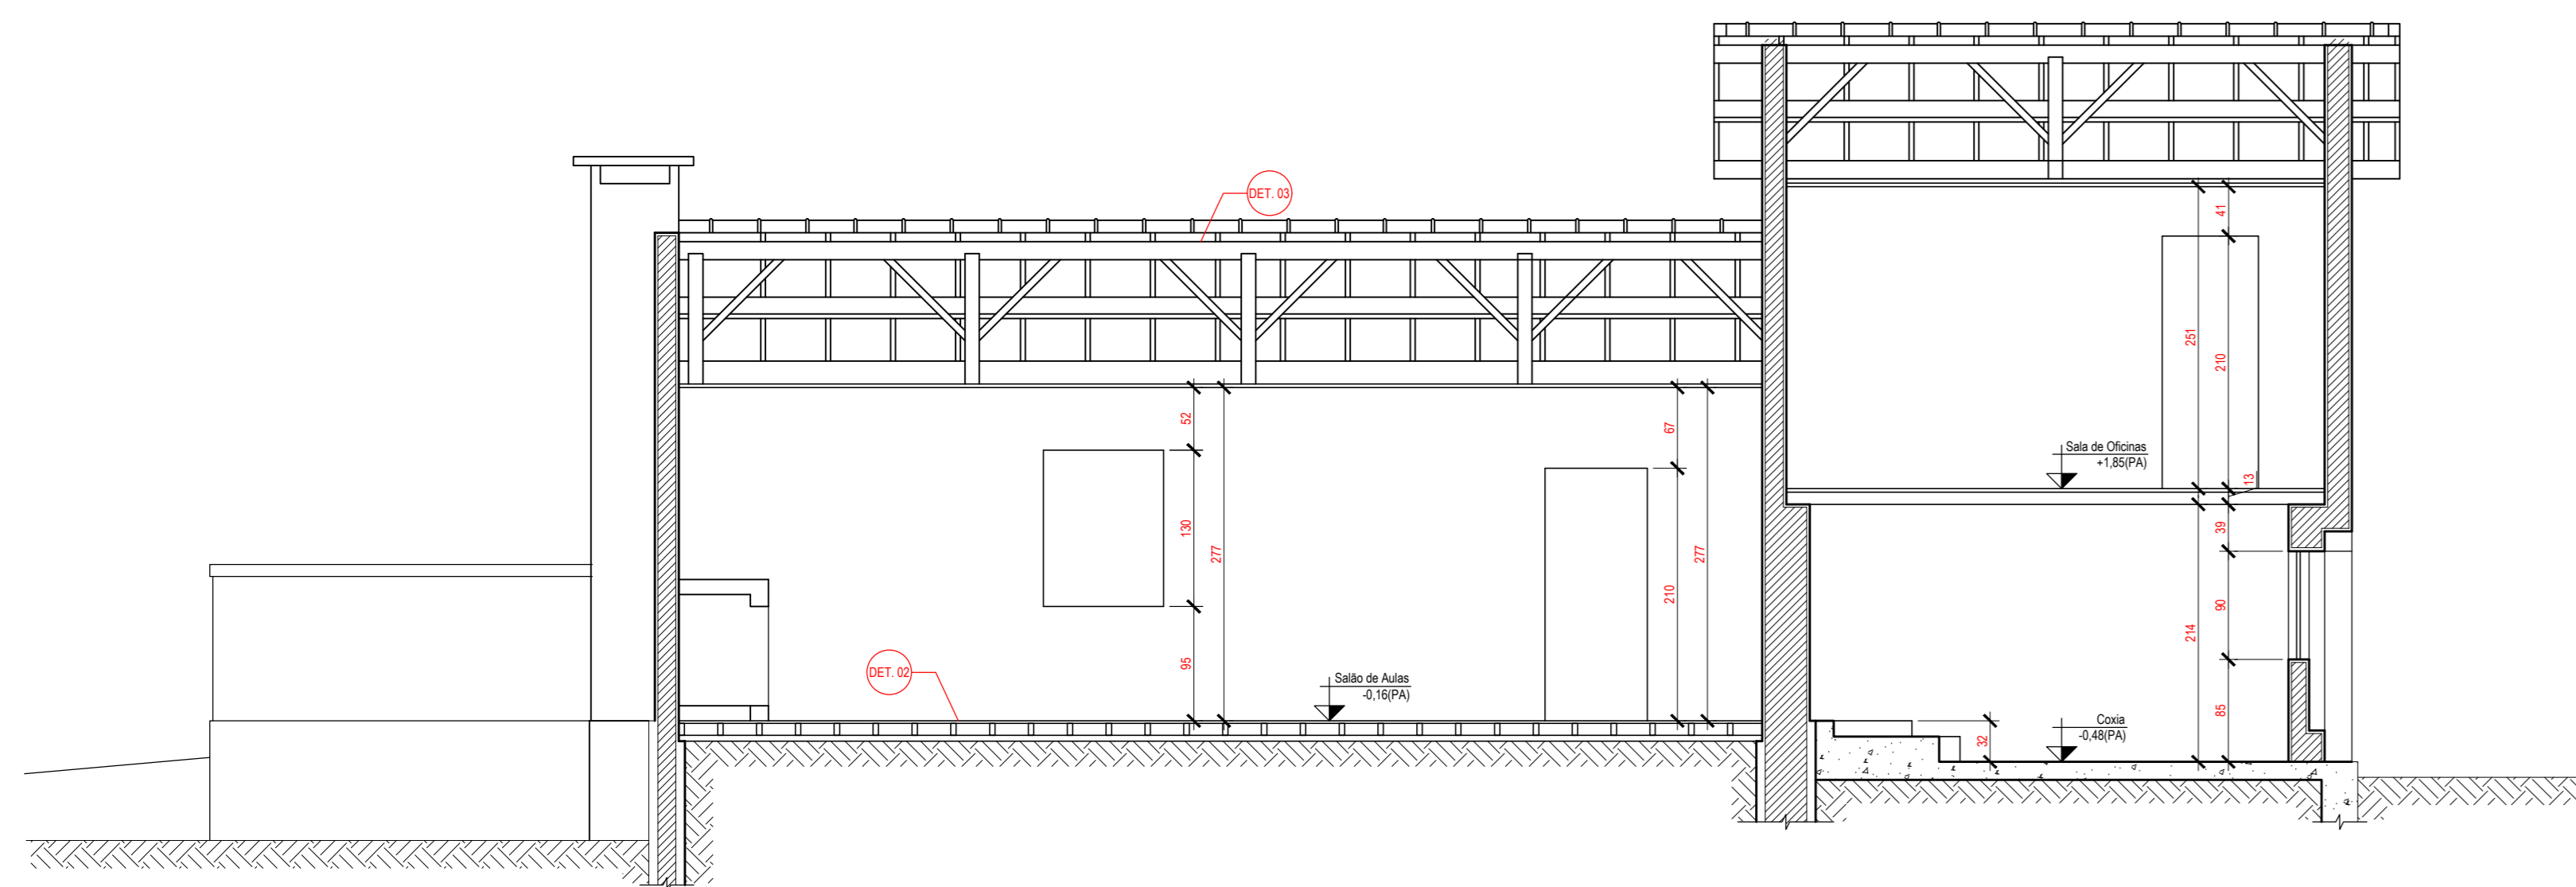 DET. 03
41
251
210
52
67
Sala de Oficinas
+1,85(PA)
13
130
277
277
39
210
90
214
DET. 02
95
Salão de Aulas
-0,16(PA)
85
Coxia
-0,48(PA)
32